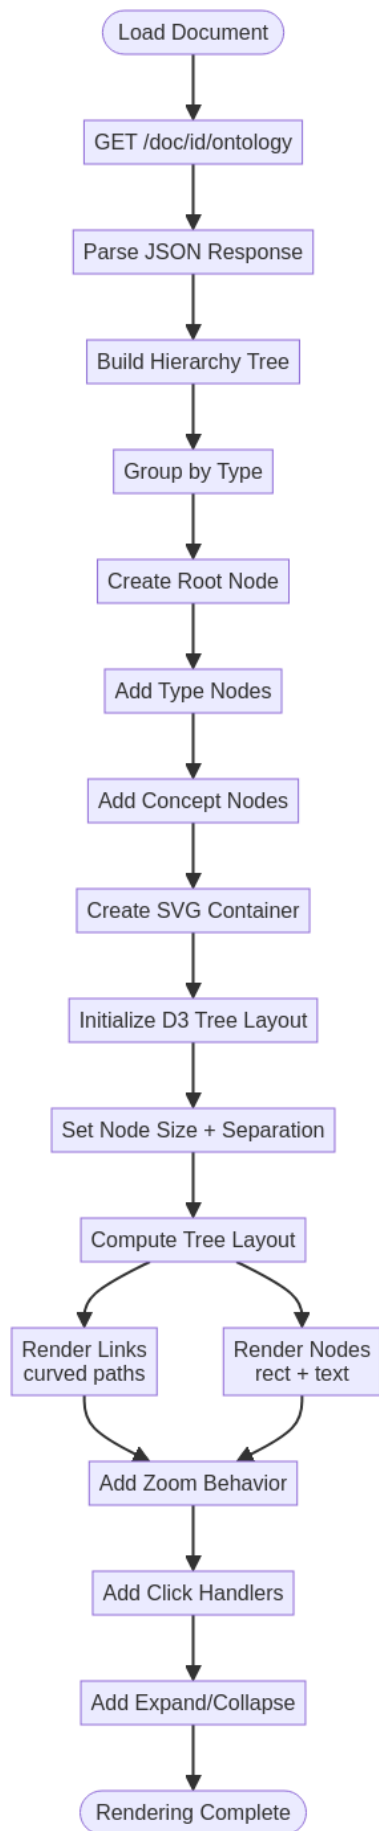 Load Document
GET /doc/id/ontology
Parse JSON Response
Build Hierarchy Tree
Group by Type
Create Root Node
Add Type Nodes
Add Concept Nodes
Create SVG Container
Initialize D3 Tree Layout
Set Node Size + Separation
Compute Tree Layout
Render Links
curved paths
Render Nodes
rect + text
Add Zoom Behavior
Add Click Handlers
Add Expand/Collapse
Rendering Complete